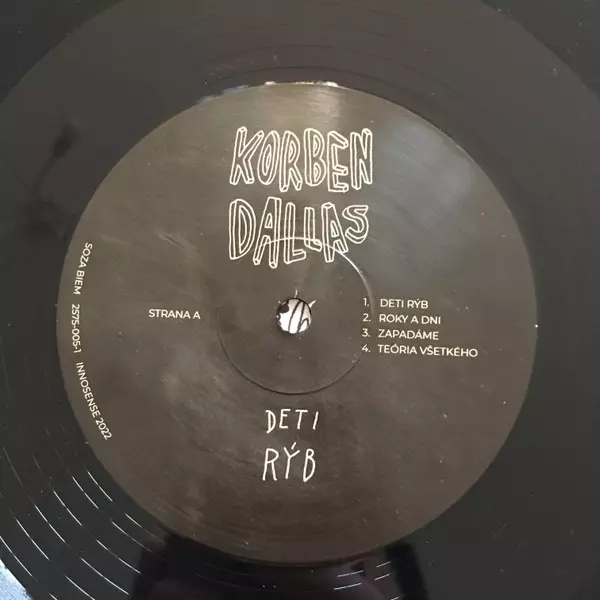 KORBEN
DALLAS
STRANA A
1. DETI RÝB
2. ROKY A DNI
3. ZAPADÁME
4. TEÓRIA VŠETKÉHO
DETI
RÝB
SOZA BIEM 2575-005-1 INNOSENSE 2022